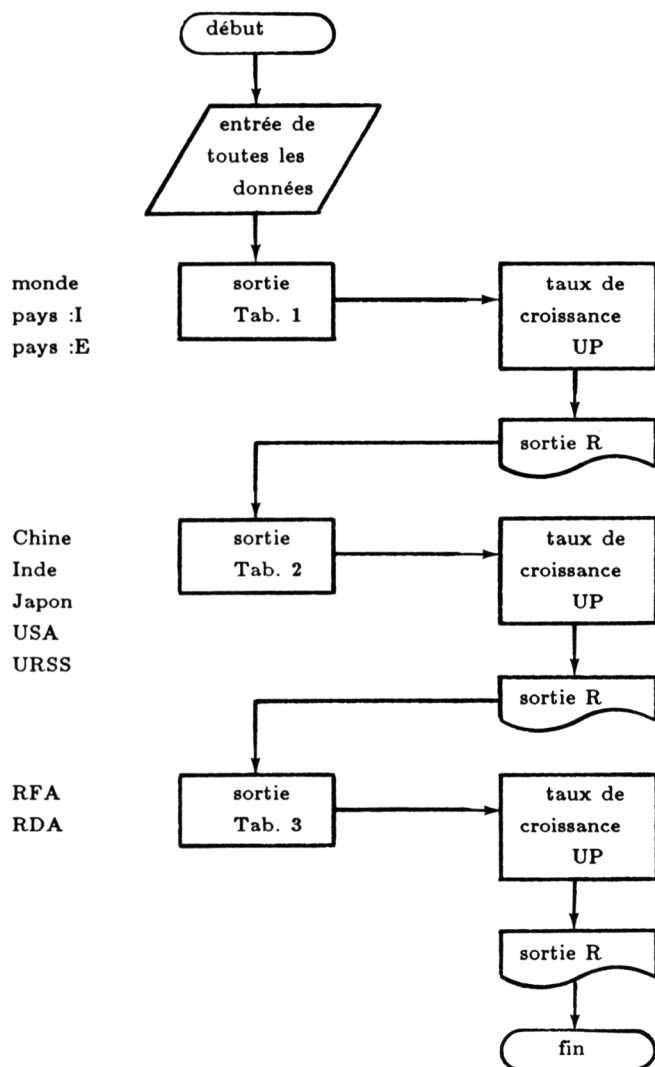 début
entrée de
toutes les
données
monde
pays :I
pays :E
sortie
Tab. 1
taux de
croissance
UP
sortie R
Chine
Inde
Japon
USA
URSS
sortie
Tab. 2
taux de
croissance
UP
sortie R
RFA
RDA
sortie
Tab. 3
taux de
croissance
UP
sortie R
fin